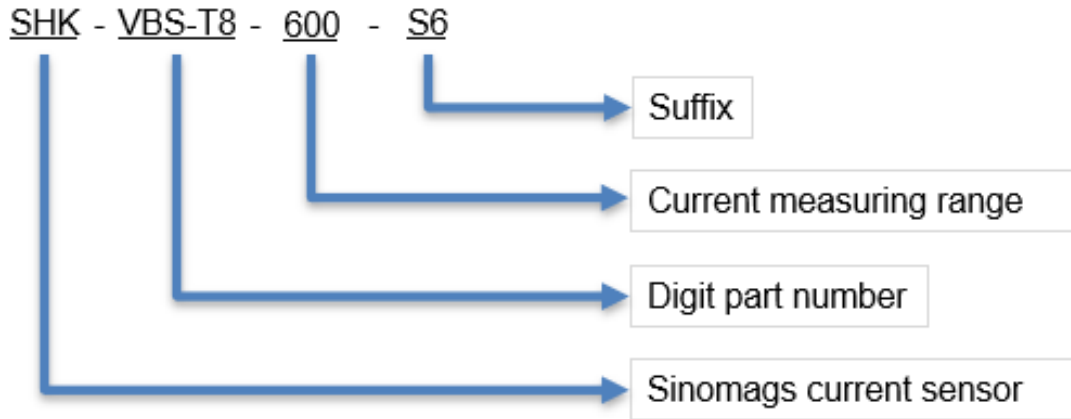 SHK - VBS-T8 - 600 - S6
Suffix
Current measuring range
Digit part number
Sinomags current sensor